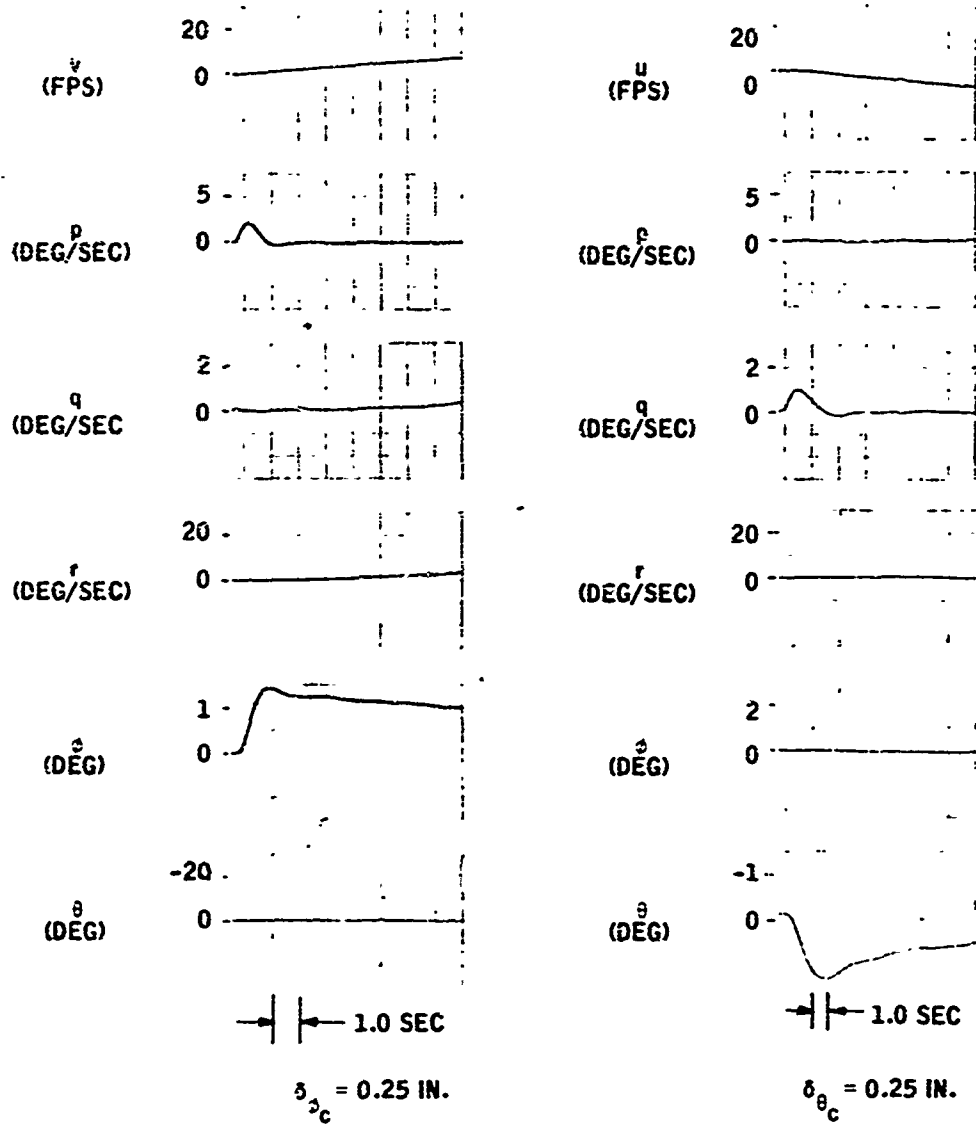 20
v
0
(FPS)
5
p
0
(DEG/SEC)
2
q
0
(DEG/SEC
20
r
0
(DEG/SEC)
1
0
(DEG)
-20
θ
0
(DEG)
1.0 SEC
= 0.25 IN.
20
u
0
(FPS)
5
p
0
(DEG/SEC)
2
q
0
(DEG/SEC)
20
r
0
(DEG/SEC)
2
0
(DEG)
-1
θ
0
(DEG)
1.0 SEC
δθc = 0.25 IN.